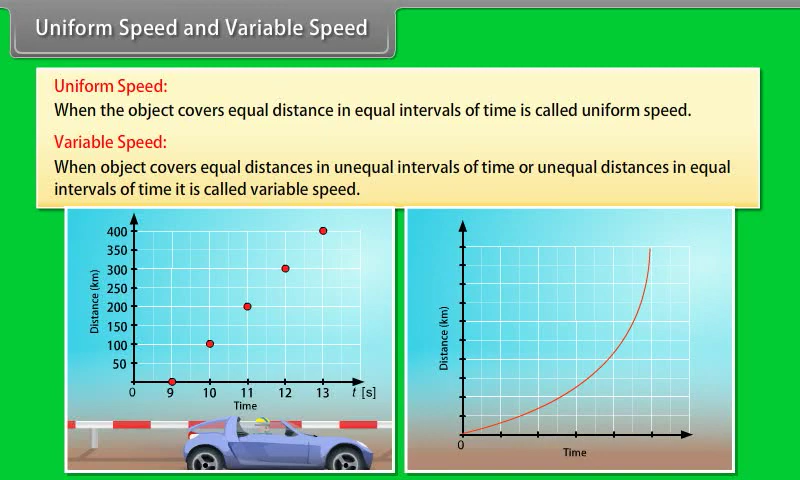 Uniform Speed and Variable Speed
Uniform Speed:
When the object covers equal distance in equal intervals of time is called uniform speed.
Variable Speed:
When object covers equal distances in unequal intervals of time or unequal distances in equal
intervals of time it is called variable speed.
400
350
300
250
200
150
100
50
Distance (km)
0 9 10 11 12 13 t [s]
Time
Distance (km)
0
Time